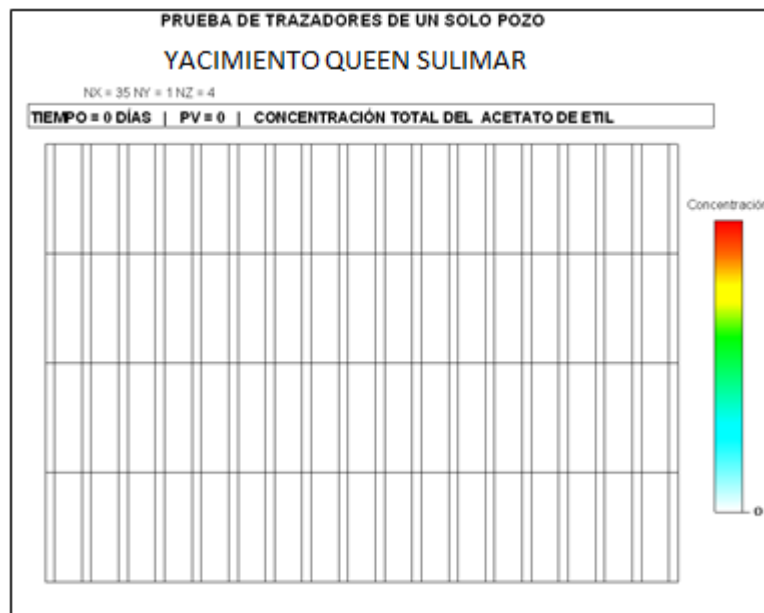 PRUEBA DE TRAZADORES DE UN SOLO POZO
YACIMIENTO QUEEN SULIMAR
NX = 35 NY = 1 NZ = 4
TIEMPO = 0 DÍAS | PV = 0 | CONCENTRACIÓN TOTAL DEL ACETATO DE ETIL
Concentración
0